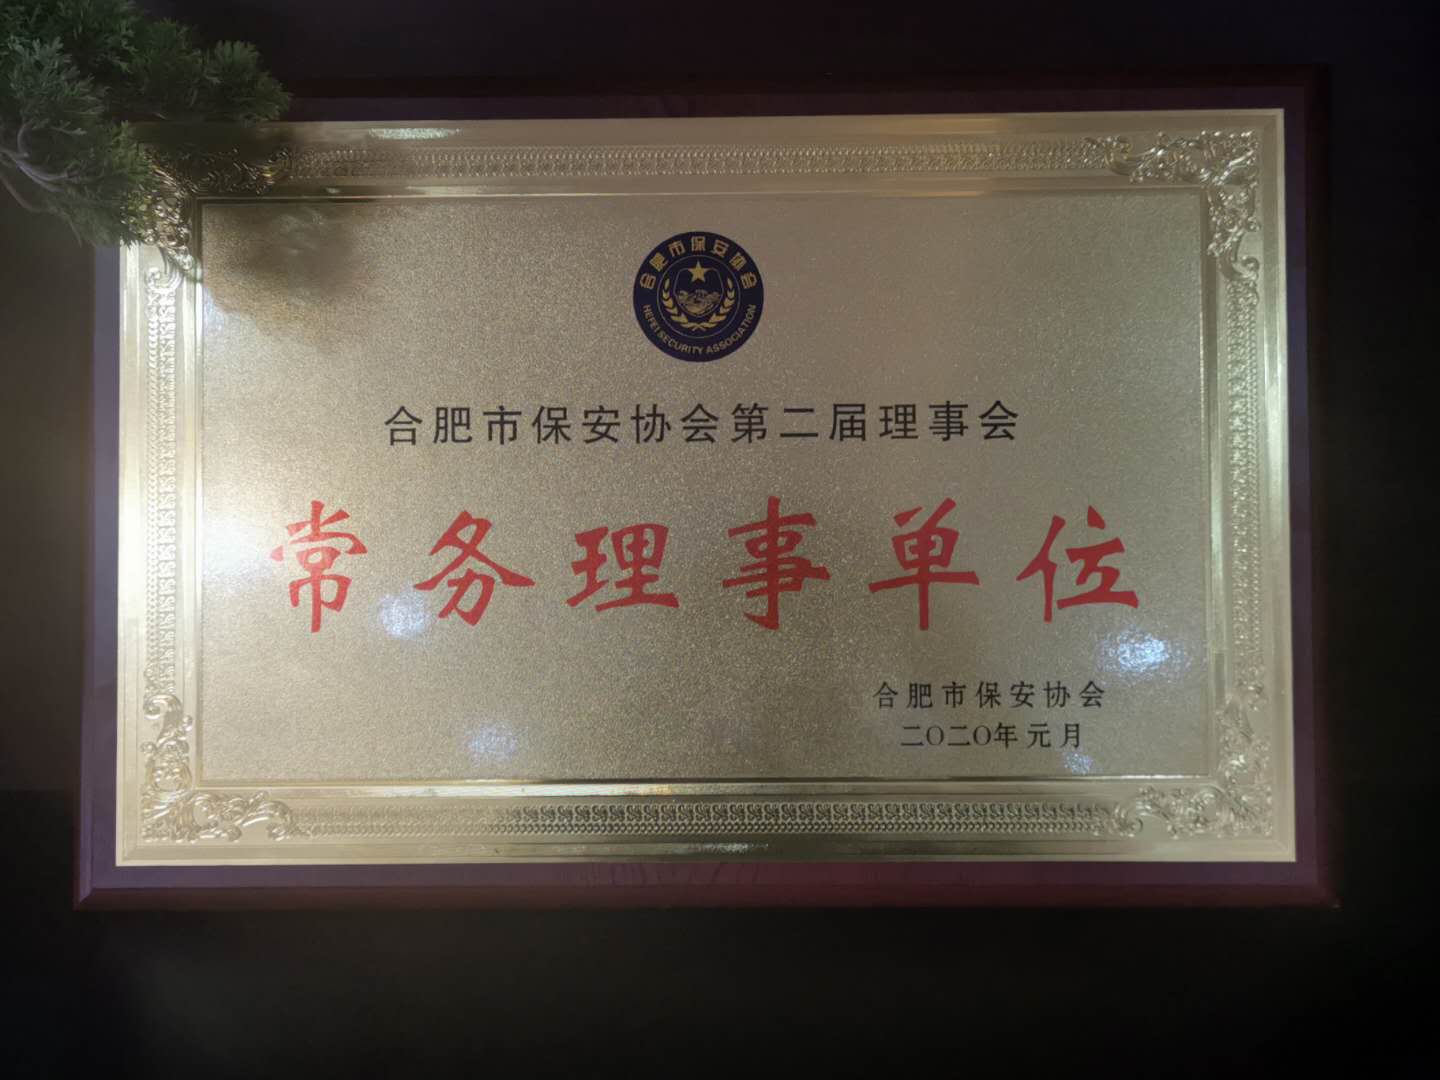 合肥市保安协会
HEFEI SECURITY ASSOCIATION
合肥市保安协会第二届理事会
常务理事单位
合肥市保安协会
二〇二〇年元月